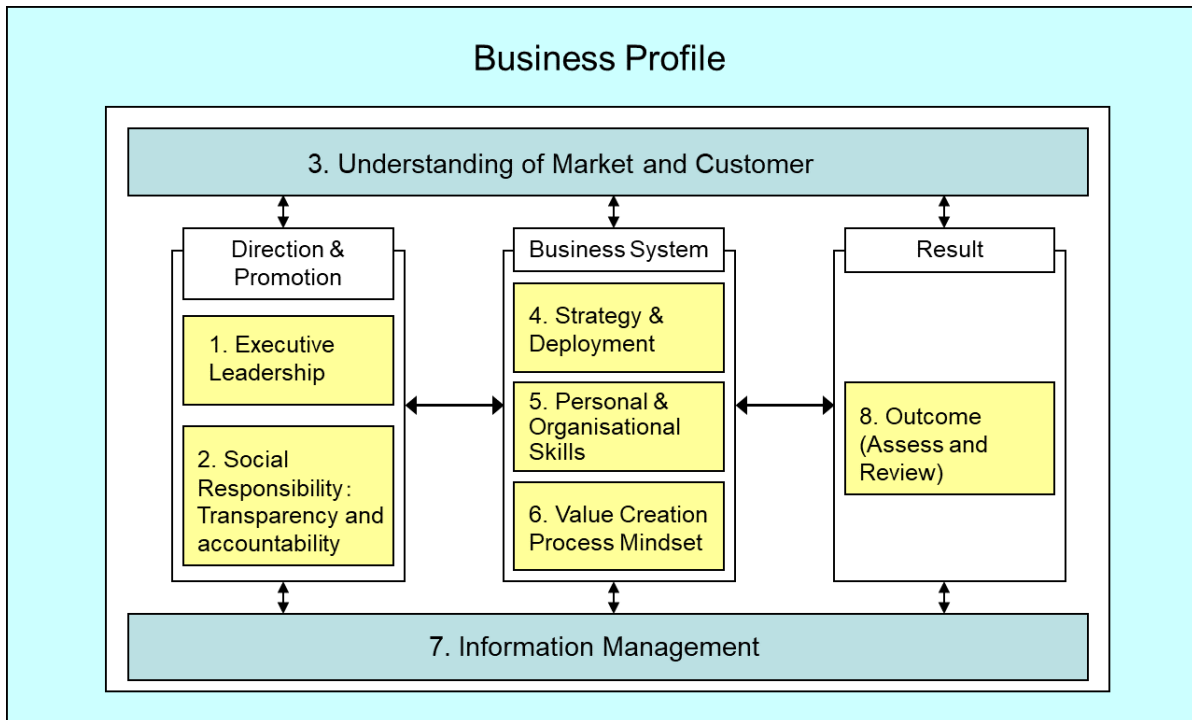 Business Profile
3. Understanding of Market and Customer
Direction &
Promotion
1. Executive
Leadership
2. Social
Responsibility:
Transparency and
accountability
Business System
4. Strategy &
Deployment
5. Personal &
Organisational
Skills
6. Value Creation
Process Mindset
Result
8. Outcome
(Assess and
Review)
7. Information Management